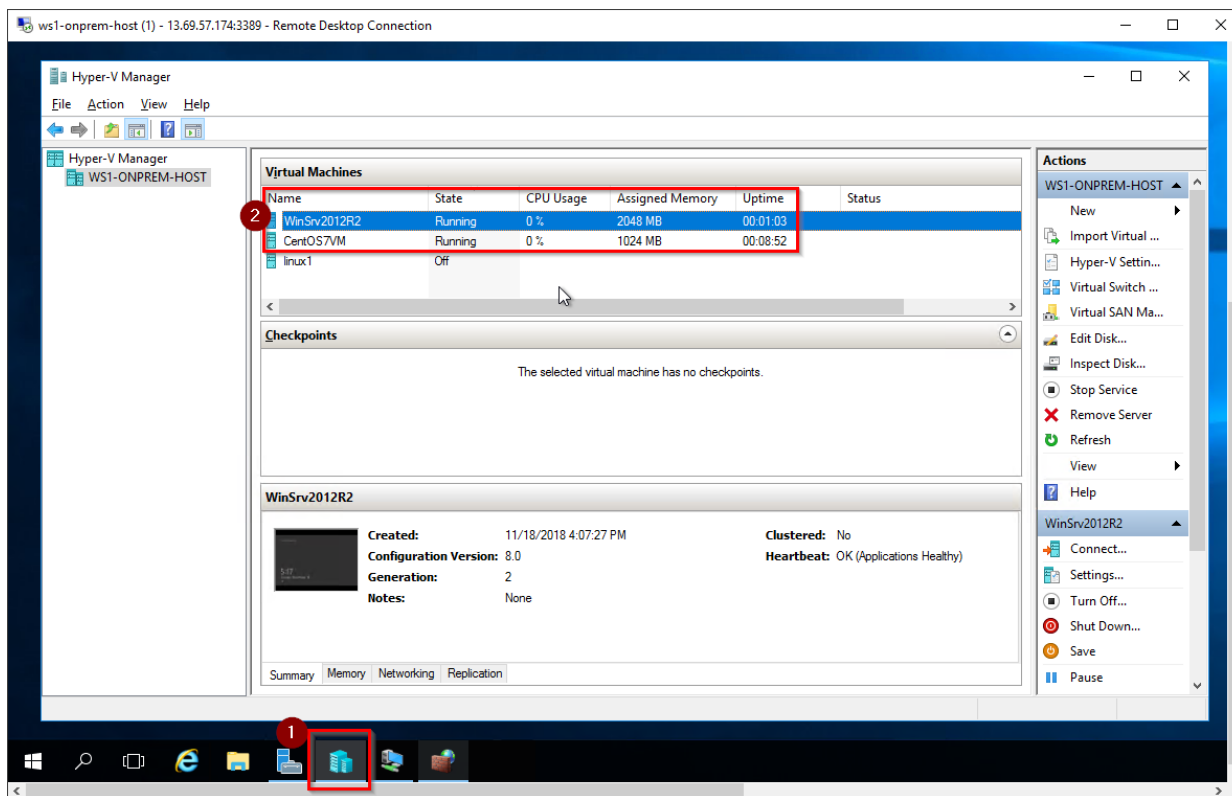 ws1-onprem-host (1) - 13.69.57.174:3389 - Remote Desktop Connection
Hyper-V Manager
File Action View Help
Hyper-V Manager
WS1-ONPREM-HOST
Virtual Machines
Name State CPU Usage Assigned Memory Uptime Status
2
WinSrv2012R2 Running 0 % 2048 MB 00:01:03
CentOS7VM Running 0 % 1024 MB 00:08:52
linux1 Off
Checkpoints
The selected virtual machine has no checkpoints.
WinSrv2012R2
5:17
Created: 11/18/2018 4:07:27 PM Clustered: No
Configuration Version: 8.0 Heartbeat: OK (Applications Healthy)
Generation: 2
Notes: None
Summary Memory Networking Replication
Actions
WS1-ONPREM-HOST
New
Import Virtual ...
Hyper-V Settin...
Virtual Switch ...
Virtual SAN Ma...
Edit Disk...
Inspect Disk...
Stop Service
Remove Server
Refresh
View
Help
WinSrv2012R2
Connect...
Settings...
Turn Off...
Shut Down...
Save
Pause
1